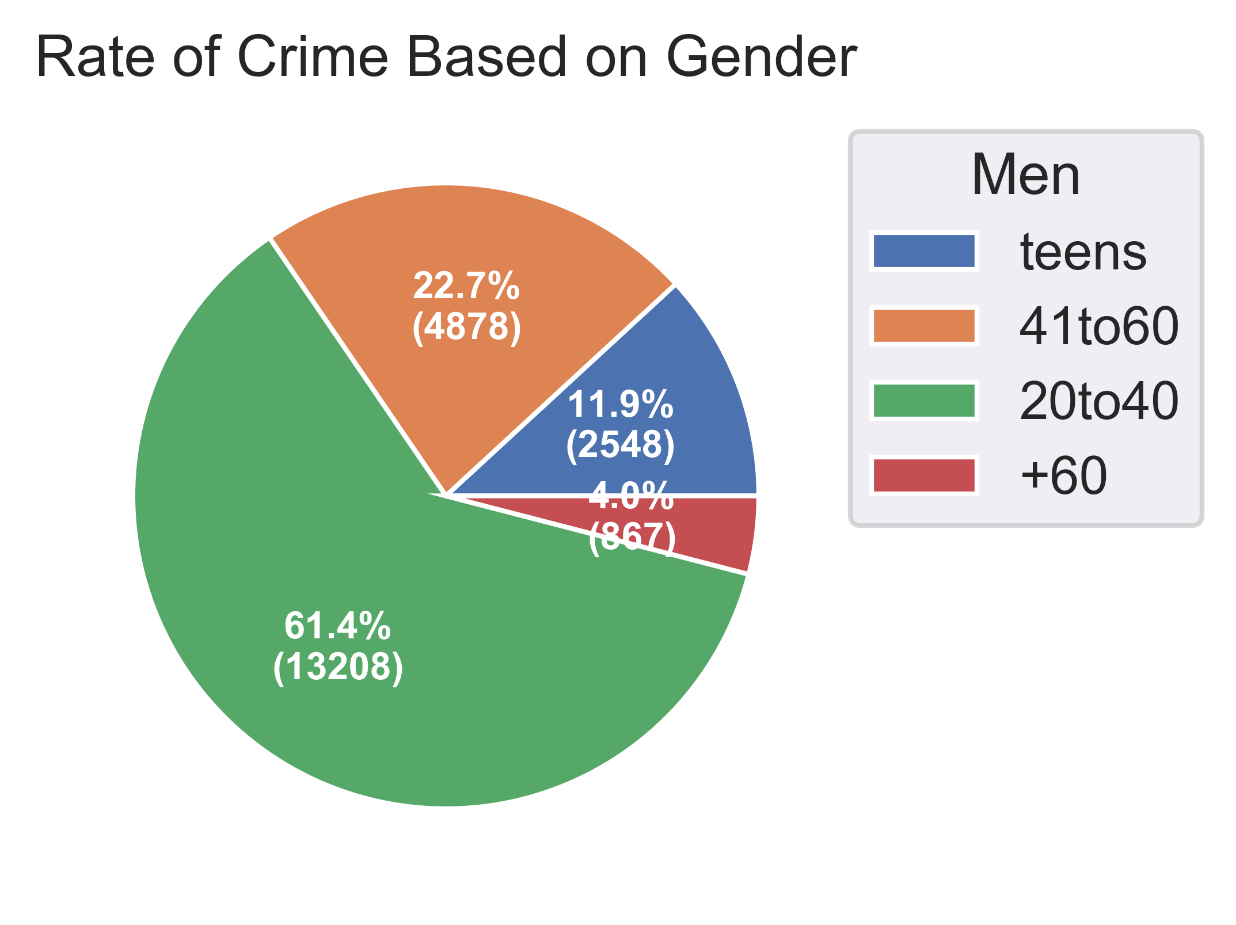 Rate of Crime Based on Gender
Men
teens
41to60
20to40
+60
22.7%
(4878)
11.9%
(2548)
4.0%
(867)
61.4%
(13208)